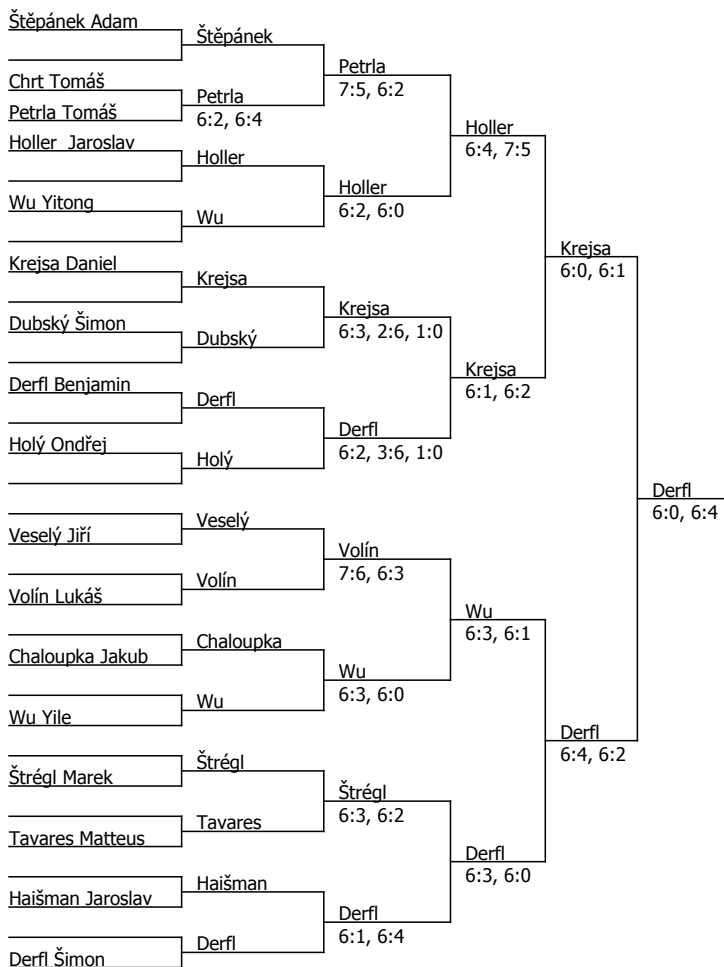 Štěpánek Adam
Chrt Tomáš
Petrla Tomáš
Holler  Jaroslav
Wu Yitong
Krejsa Daniel
Dubský Šimon
Derfl Benjamin
Holý Ondřej
Veselý Jiří
Volín Lukáš
Chaloupka Jakub
Wu Yile
Štrégl Marek
Tavares Matteus
Haišman Jaroslav
Derfl Šimon
Štěpánek
Petrla
6:2, 6:4
Holler
Wu
Krejsa
Dubský
Derfl
Holý
Veselý
Volín
Chaloupka
Wu
Štrégl
Tavares
Haišman
Derfl
Petrla
7:5, 6:2
Holler
6:2, 6:0
Krejsa
6:3, 2:6, 1:0
Derfl
6:2, 3:6, 1:0
Volín
7:6, 6:3
Wu
6:3, 6:0
Štrégl
6:3, 6:2
Derfl
6:1, 6:4
Holler
6:4, 7:5
Krejsa
6:1, 6:2
Wu
6:3, 6:1
Derfl
6:3, 6:0
Krejsa
6:0, 6:1
Derfl
6:4, 6:2
Derfl
6:0, 6:4